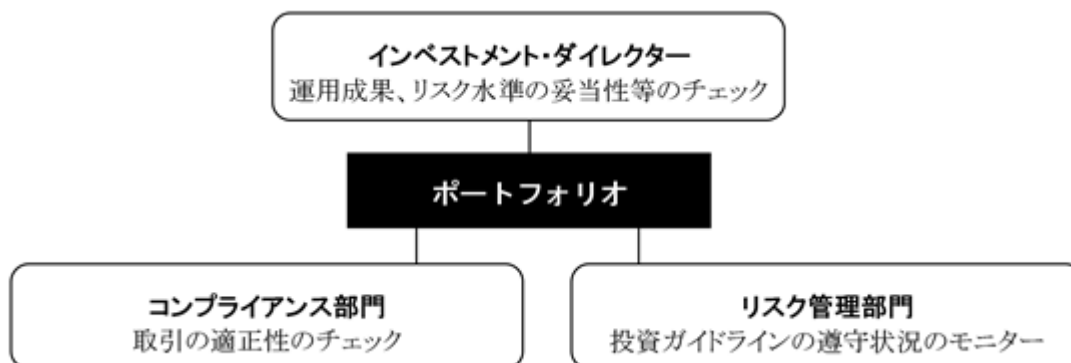 インベストメント・ダイレクター
運用成果、リスク水準の妥当性等のチェック
ポートフォリオ
コンプライアンス部門
取引の適正性のチェック
リスク管理部門
投資ガイドラインの遵守状況のモニター